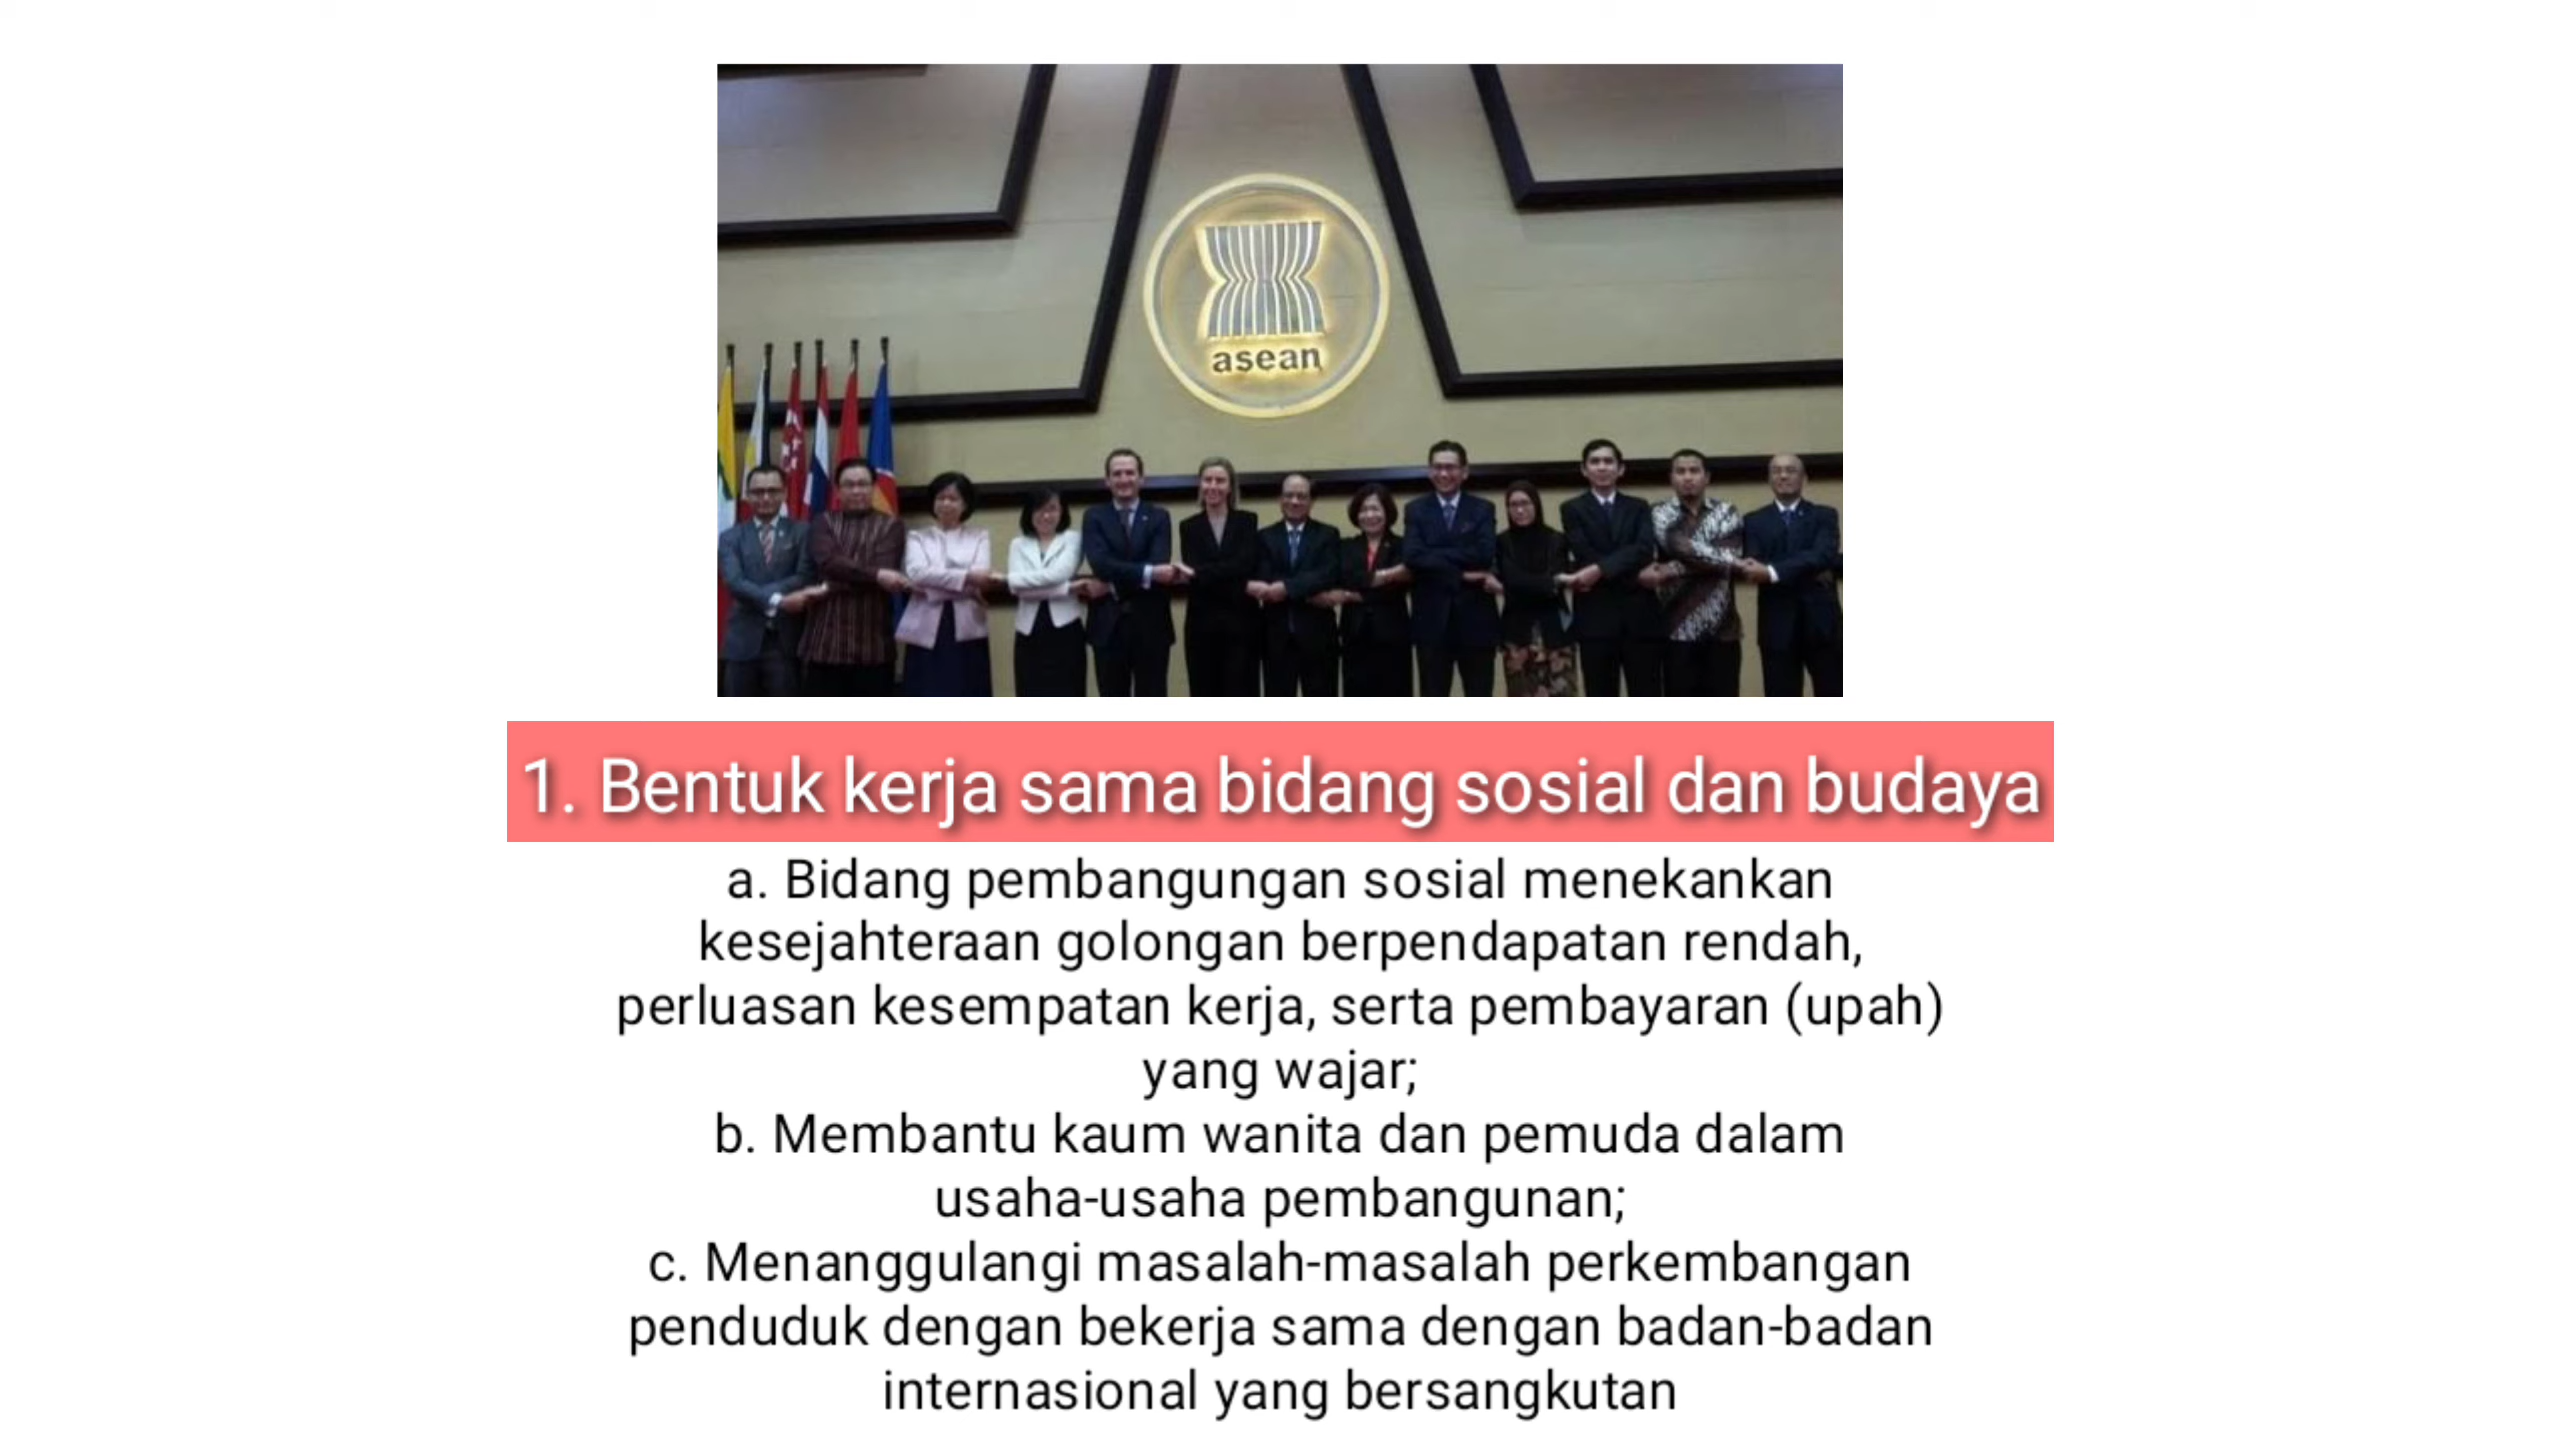 asean
1. Bentuk kerja sama bidang sosial dan budaya
a. Bidang pembangungan sosial menekankan
kesejahteraan golongan berpendapatan rendah,
perluasan kesempatan kerja, serta pembayaran (upah)
yang wajar;
b. Membantu kaum wanita dan pemuda dalam
usaha-usaha pembangunan;
c. Menanggulangi masalah-masalah perkembangan
penduduk dengan bekerja sama dengan badan-badan
internasional yang bersangkutan